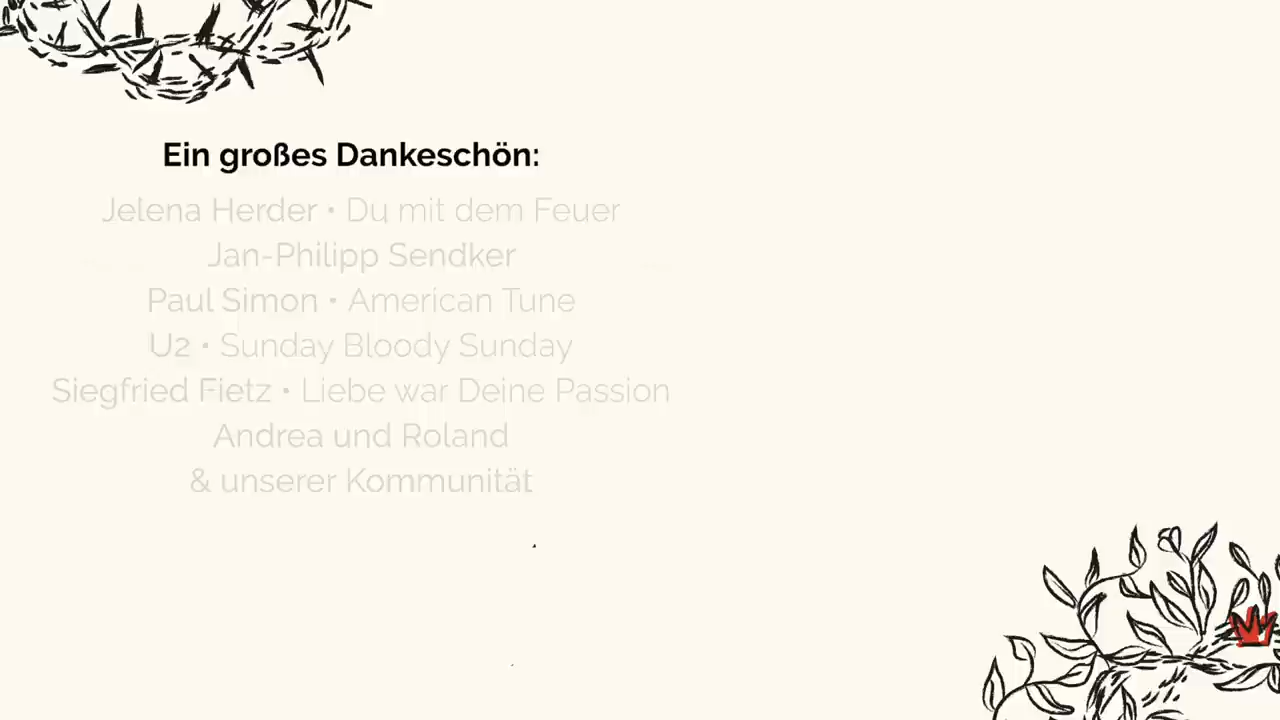 Ein großes Dankeschön:
Jelena Herder • Du mit dem Feuer
Jan-Philipp Sendker
Paul Simon • American Tune
U2 • Sunday Bloody Sunday
Siegfried Fietz • Liebe war Deine Passion
Andrea und Roland
& unserer Kommunität